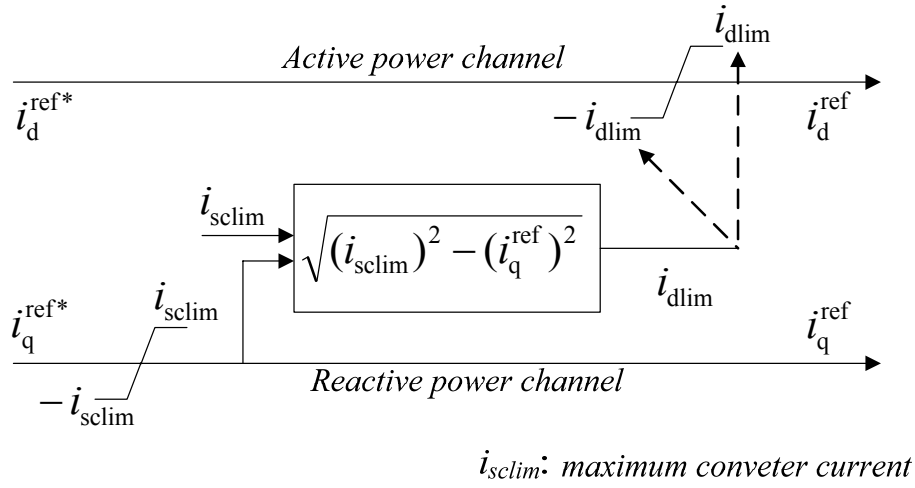 i_dlim
Active power channel
i_d^ref*
-i_dlim
i_d^ref
i_sclim
√((i_sclim)^2 - (i_q^ref)^2)
i_dlim
i_q^ref*
i_sclim
i_q^ref
-i_sclim
Reactive power channel
i_sclim: maximum conveter current